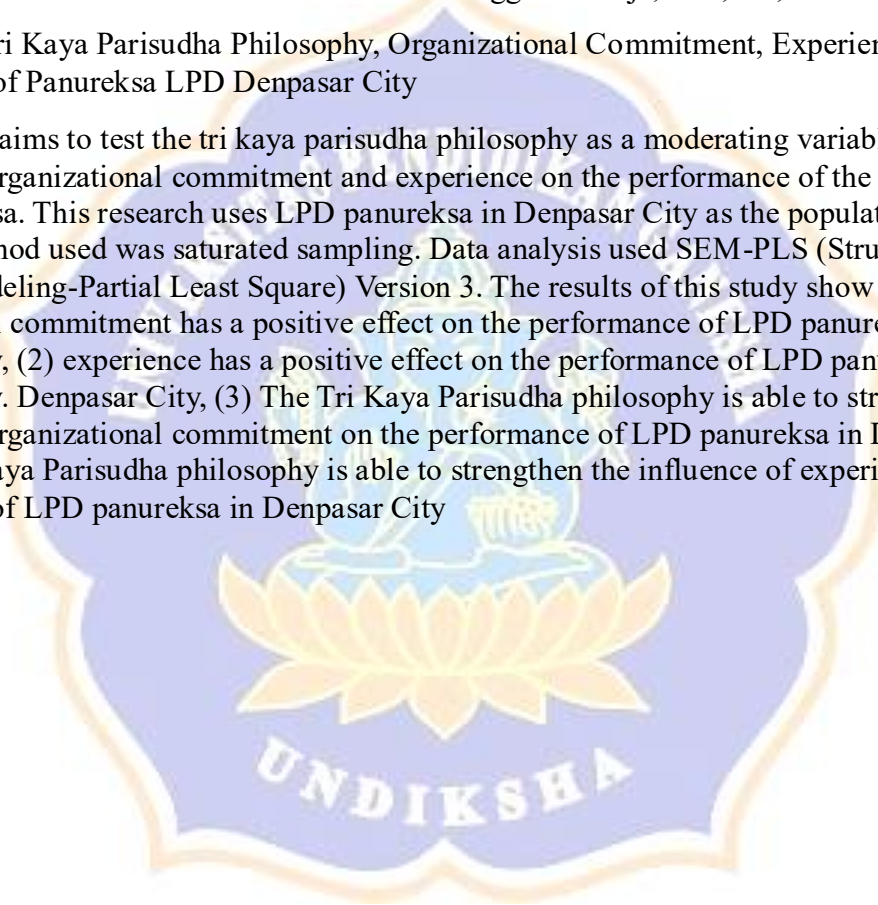 ri Kaya Parisudha Philosophy, Organizational Commitment, Experien
of Panureksa LPD Denpasar City
aims to test the tri kaya parisudha philosophy as a moderating variabl
rganizational commitment and experience on the performance of the
sa. This research uses LPD panureksa in Denpasar City as the populat
nod used was saturated sampling. Data analysis used SEM-PLS (Stru
deling-Partial Least Square) Version 3. The results of this study show
l commitment has a positive effect on the performance of LPD panure
, (2) experience has a positive effect on the performance of LPD pan
. Denpasar City, (3) The Tri Kaya Parisudha philosophy is able to str
rganizational commitment on the performance of LPD panureksa in D
aya Parisudha philosophy is able to strengthen the influence of experi
of LPD panureksa in Denpasar City
UNDIKSHA